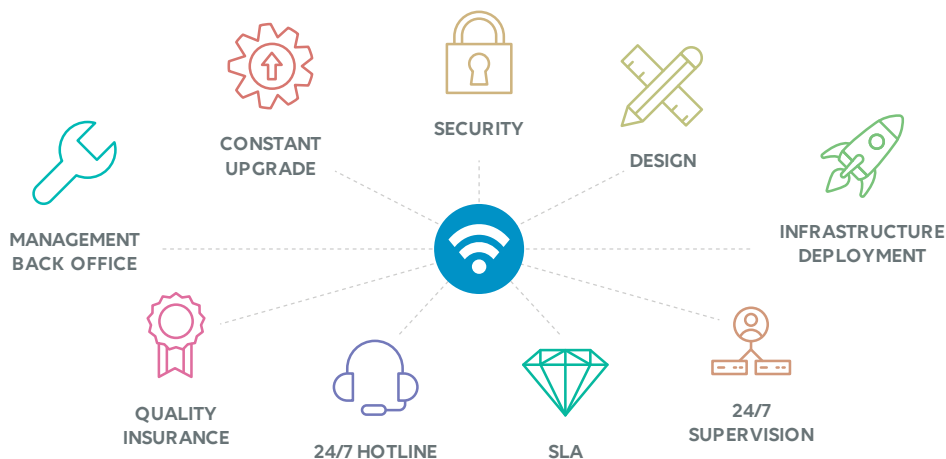 SECURITY
CONSTANT
UPGRADE
DESIGN
MANAGEMENT
BACK OFFICE
INFRASTRUCTURE
DEPLOYMENT
QUALITY
INSURANCE
24/7 HOTLINE
SLA
24/7
SUPERVISION